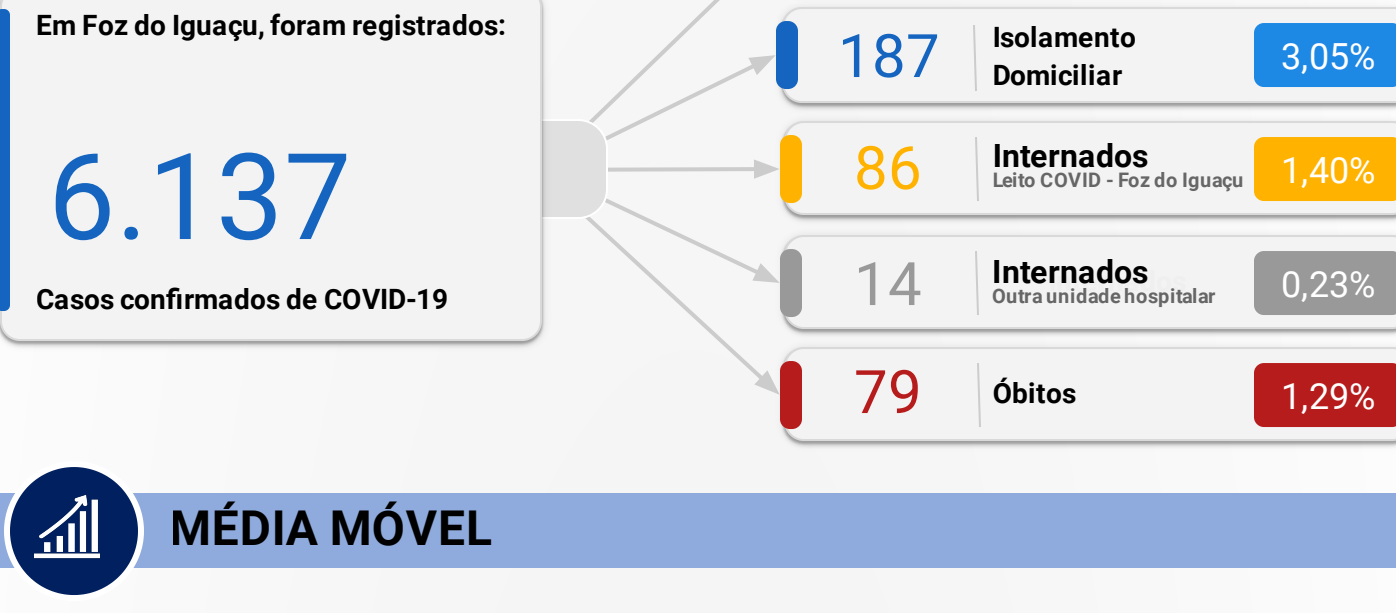 Em Foz do Iguaçu, foram registrados:
6.137
Casos confirmados de COVID-19
187
Isolamento
Domiciliar
3,05%
86
Internados
Leito COVID - Foz do Iguaçu
1,40%
14
Internados
Outra unidade hospitalar
0,23%
79
Óbitos
1,29%
MÉDIA MÓVEL